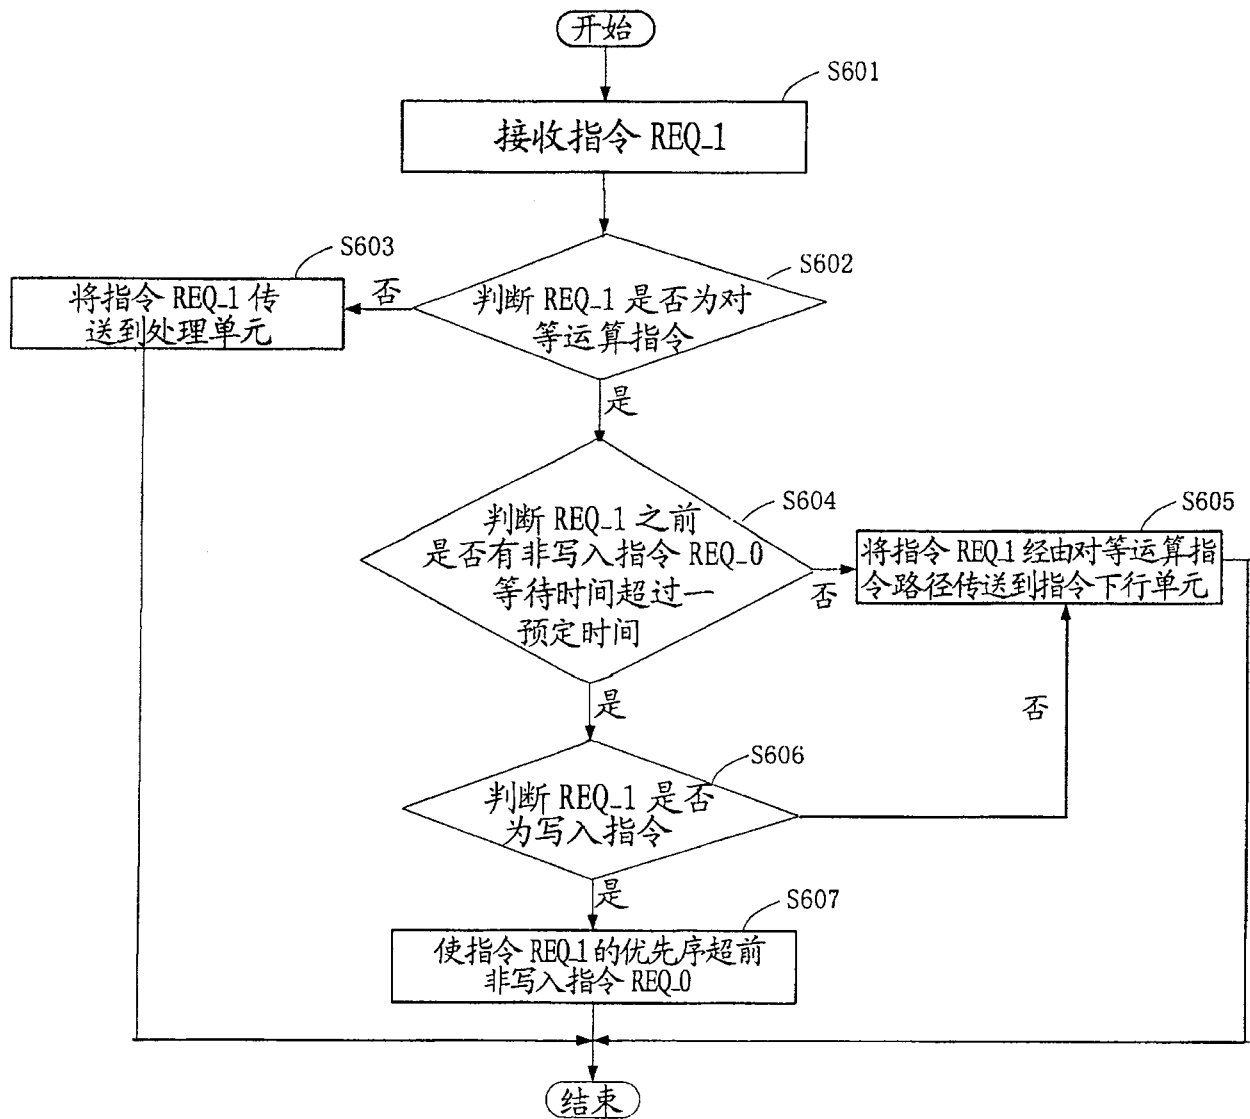 开始
S601
接收指令 REQ_1
S603
将指令 REQ_1 传
送到处理单元
否
S602
判断 REQ_1 是否为对
等运算指令
是
S604
判断 REQ_1 之前
是否有非写入指令 REQ_0
等待时间超过一
预定时间
否
S605
将指令 REQ_1 经由对等运算指
令路径传送到指令下行单元
是
否
S606
判断 REQ_1 是否
为写入指令
是
S607
使指令 REQ_1 的优先序超前
非写入指令 REQ_0
结束